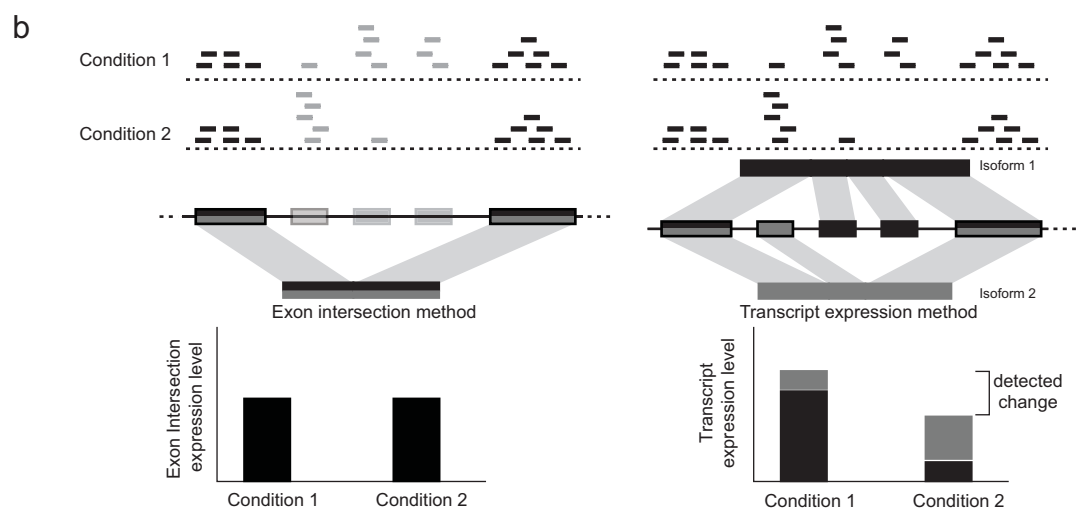 b
Condition 1
Condition 2
Isoform 1
Isoform 2
Exon intersection method
Transcript expression method
Exon Intersection
expression level
Condition 1
Condition 2
Transcript
expression level
detected
change
Condition 1
Condition 2